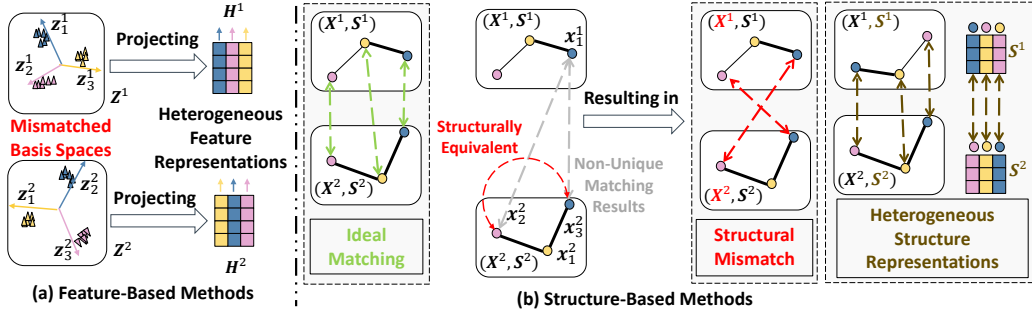 z_1^1
z_2^1
z_3^1
Z^1
Projecting
H^1
Mismatched
Basis Spaces
Heterogeneous
Feature
Representations
z_1^2
z_2^2
z_3^2
Z^2
Projecting
H^2
(a) Feature-Based Methods
(X^1, S^1)
(X^2, S^2)
Ideal
Matching
(X^1, S^1)
x_1^1
Structurally
Equivalent
Non-Unique
Matching
Results
x_2^2
x_3^2
x_1^2
(X^2, S^2)
Resulting in
(X^1, S^1)
(X^2, S^2)
Structural
Mismatch
(X^1, S^1)
S^1
(X^2, S^2)
S^2
Heterogeneous
Structure
Representations
(b) Structure-Based Methods